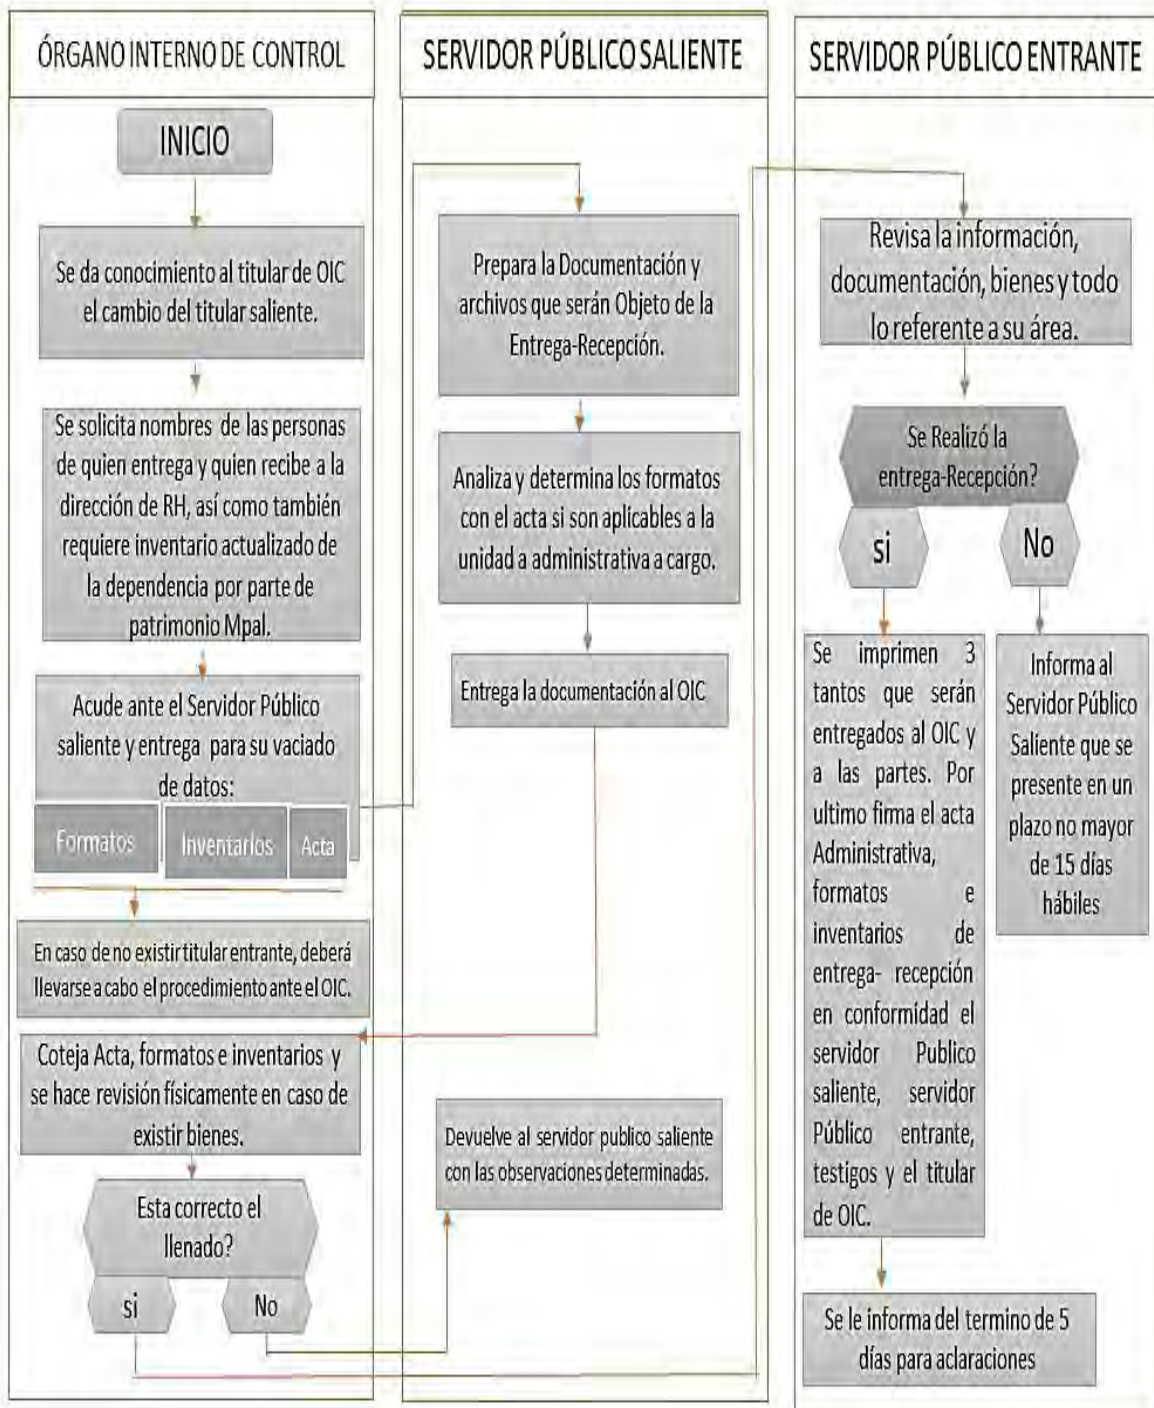 ÓRGANO INTERNO DE CONTROL
INICIO
Se da conocimiento al titular de OIC
el cambio del titular saliente.
Se solicita nombres de las personas
de quien entrega y quien recibe a la
dirección de RH, así como también
requiere inventario actualizado de
la dependencia por parte de
patrimonio Mpal.
Acude ante el Servidor Público
saliente y entrega para su vaciado
de datos:
Formatos
Inventarios
Acta
En caso de no existir titular entrante, deberá
llevarse a cabo el procedimiento ante el OIC.
Coteja Acta, formatos e inventarios y
se hace revisión físicamente en caso de
existir bienes.
Esta correcto el
llenado?
si
No
SERVIDOR PÚBLICO SALIENTE
Prepara la Documentación y
archivos que serán Objeto de la
Entrega-Recepción.
Analiza y determina los formatos
con el acta si son aplicables a la
unidad a administrativa a cargo.
Entrega la documentación al OIC
Devuelve al servidor publico saliente
con las observaciones determinadas.
SERVIDOR PÚBLICO ENTRANTE
Revisa la información,
documentación, bienes y todo
lo referente a su área.
Se Realizó la
entrega-Recepción?
si
No
Se imprimen 3
tantos que serán
entregados al OIC y
a las partes. Por
ultimo firma el acta
Administrativa,
formatos e
inventarios de
entrega- recepción
en conformidad el
servidor Publico
saliente, servidor
Público entrante,
testigos y el titular
de OIC.
Informa al
Servidor Público
Saliente que se
presente en un
plazo no mayor
de 15 días
hábiles
Se le informa del termino de 5
días para aclaraciones